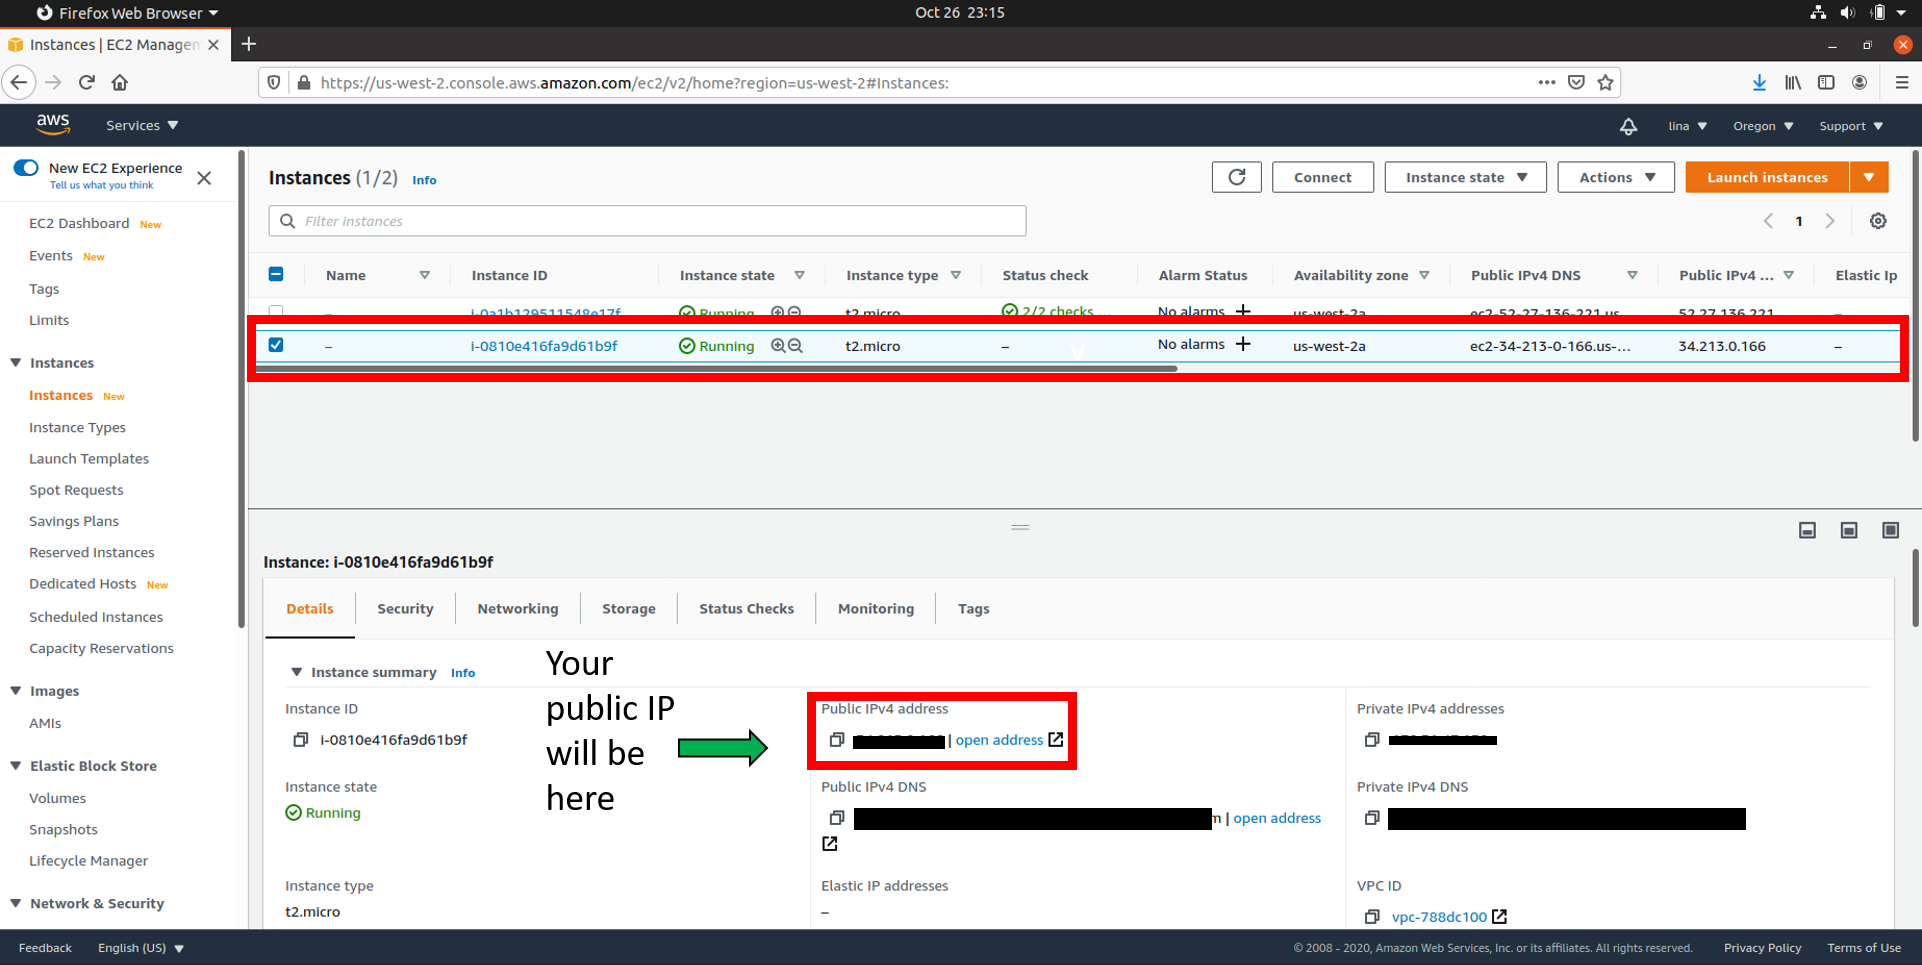 Firefox Web Browser
Oct 26 23:15
Instances | EC2 Managem
https://us-west-2.console.aws.amazon.com/ec2/v2/home?region=us-west-2#Instances:
aws
Services
lina
Oregon
Support
New EC2 Experience
Tell us what you think
EC2 Dashboard New
Events New
Tags
Limits
Instances
Instances New
Instance Types
Launch Templates
Spot Requests
Savings Plans
Reserved Instances
Dedicated Hosts New
Scheduled Instances
Capacity Reservations
Images
AMIs
Elastic Block Store
Volumes
Snapshots
Lifecycle Manager
Network & Security
Instances (1/2) Info
Connect
Instance state
Actions
Launch instances
Filter instances
1
Name
Instance ID
Instance state
Instance type
Status check
Alarm Status
Availability zone
Public IPv4 DNS
Public IPv4 ...
Elastic Ip
– i-0a1b129511548e17f Running t2.micro 2/2 checks ... No alarms + us-west-2a ec2-52-27-136-221.us... 52.27.136.221 –
– i-0810e416fa9d61b9f Running t2.micro – No alarms + us-west-2a ec2-34-213-0-166.us-... 34.213.0.166 –
V
Instance: i-0810e416fa9d61b9f
Details
Security
Networking
Storage
Status Checks
Monitoring
Tags
Instance summary Info
Your
public IP
will be
here
Instance ID
i-0810e416fa9d61b9f
Public IPv4 address
| open address
Private IPv4 addresses
Instance state
Running
Public IPv4 DNS
m | open address
Private IPv4 DNS
Instance type
t2.micro
Elastic IP addresses
–
VPC ID
vpc-788dc100
Feedback
English (US)
© 2008 - 2020, Amazon Web Services, Inc. or its affiliates. All rights reserved.
Privacy Policy
Terms of Use